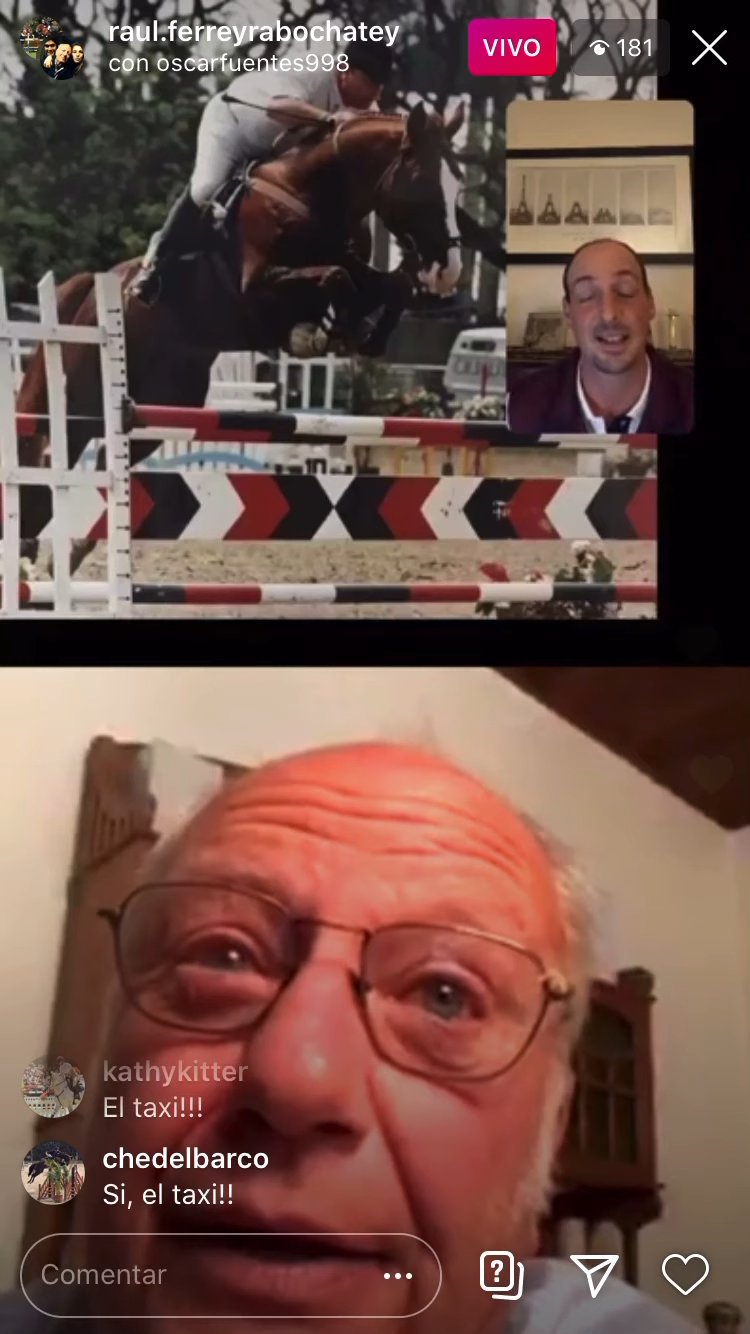 raul.ferreyrabochatey
con oscarfuentes998
VIVO
181
kathykitter
El taxi!!!
chedelbarco
Si, el taxi!!
Comentar